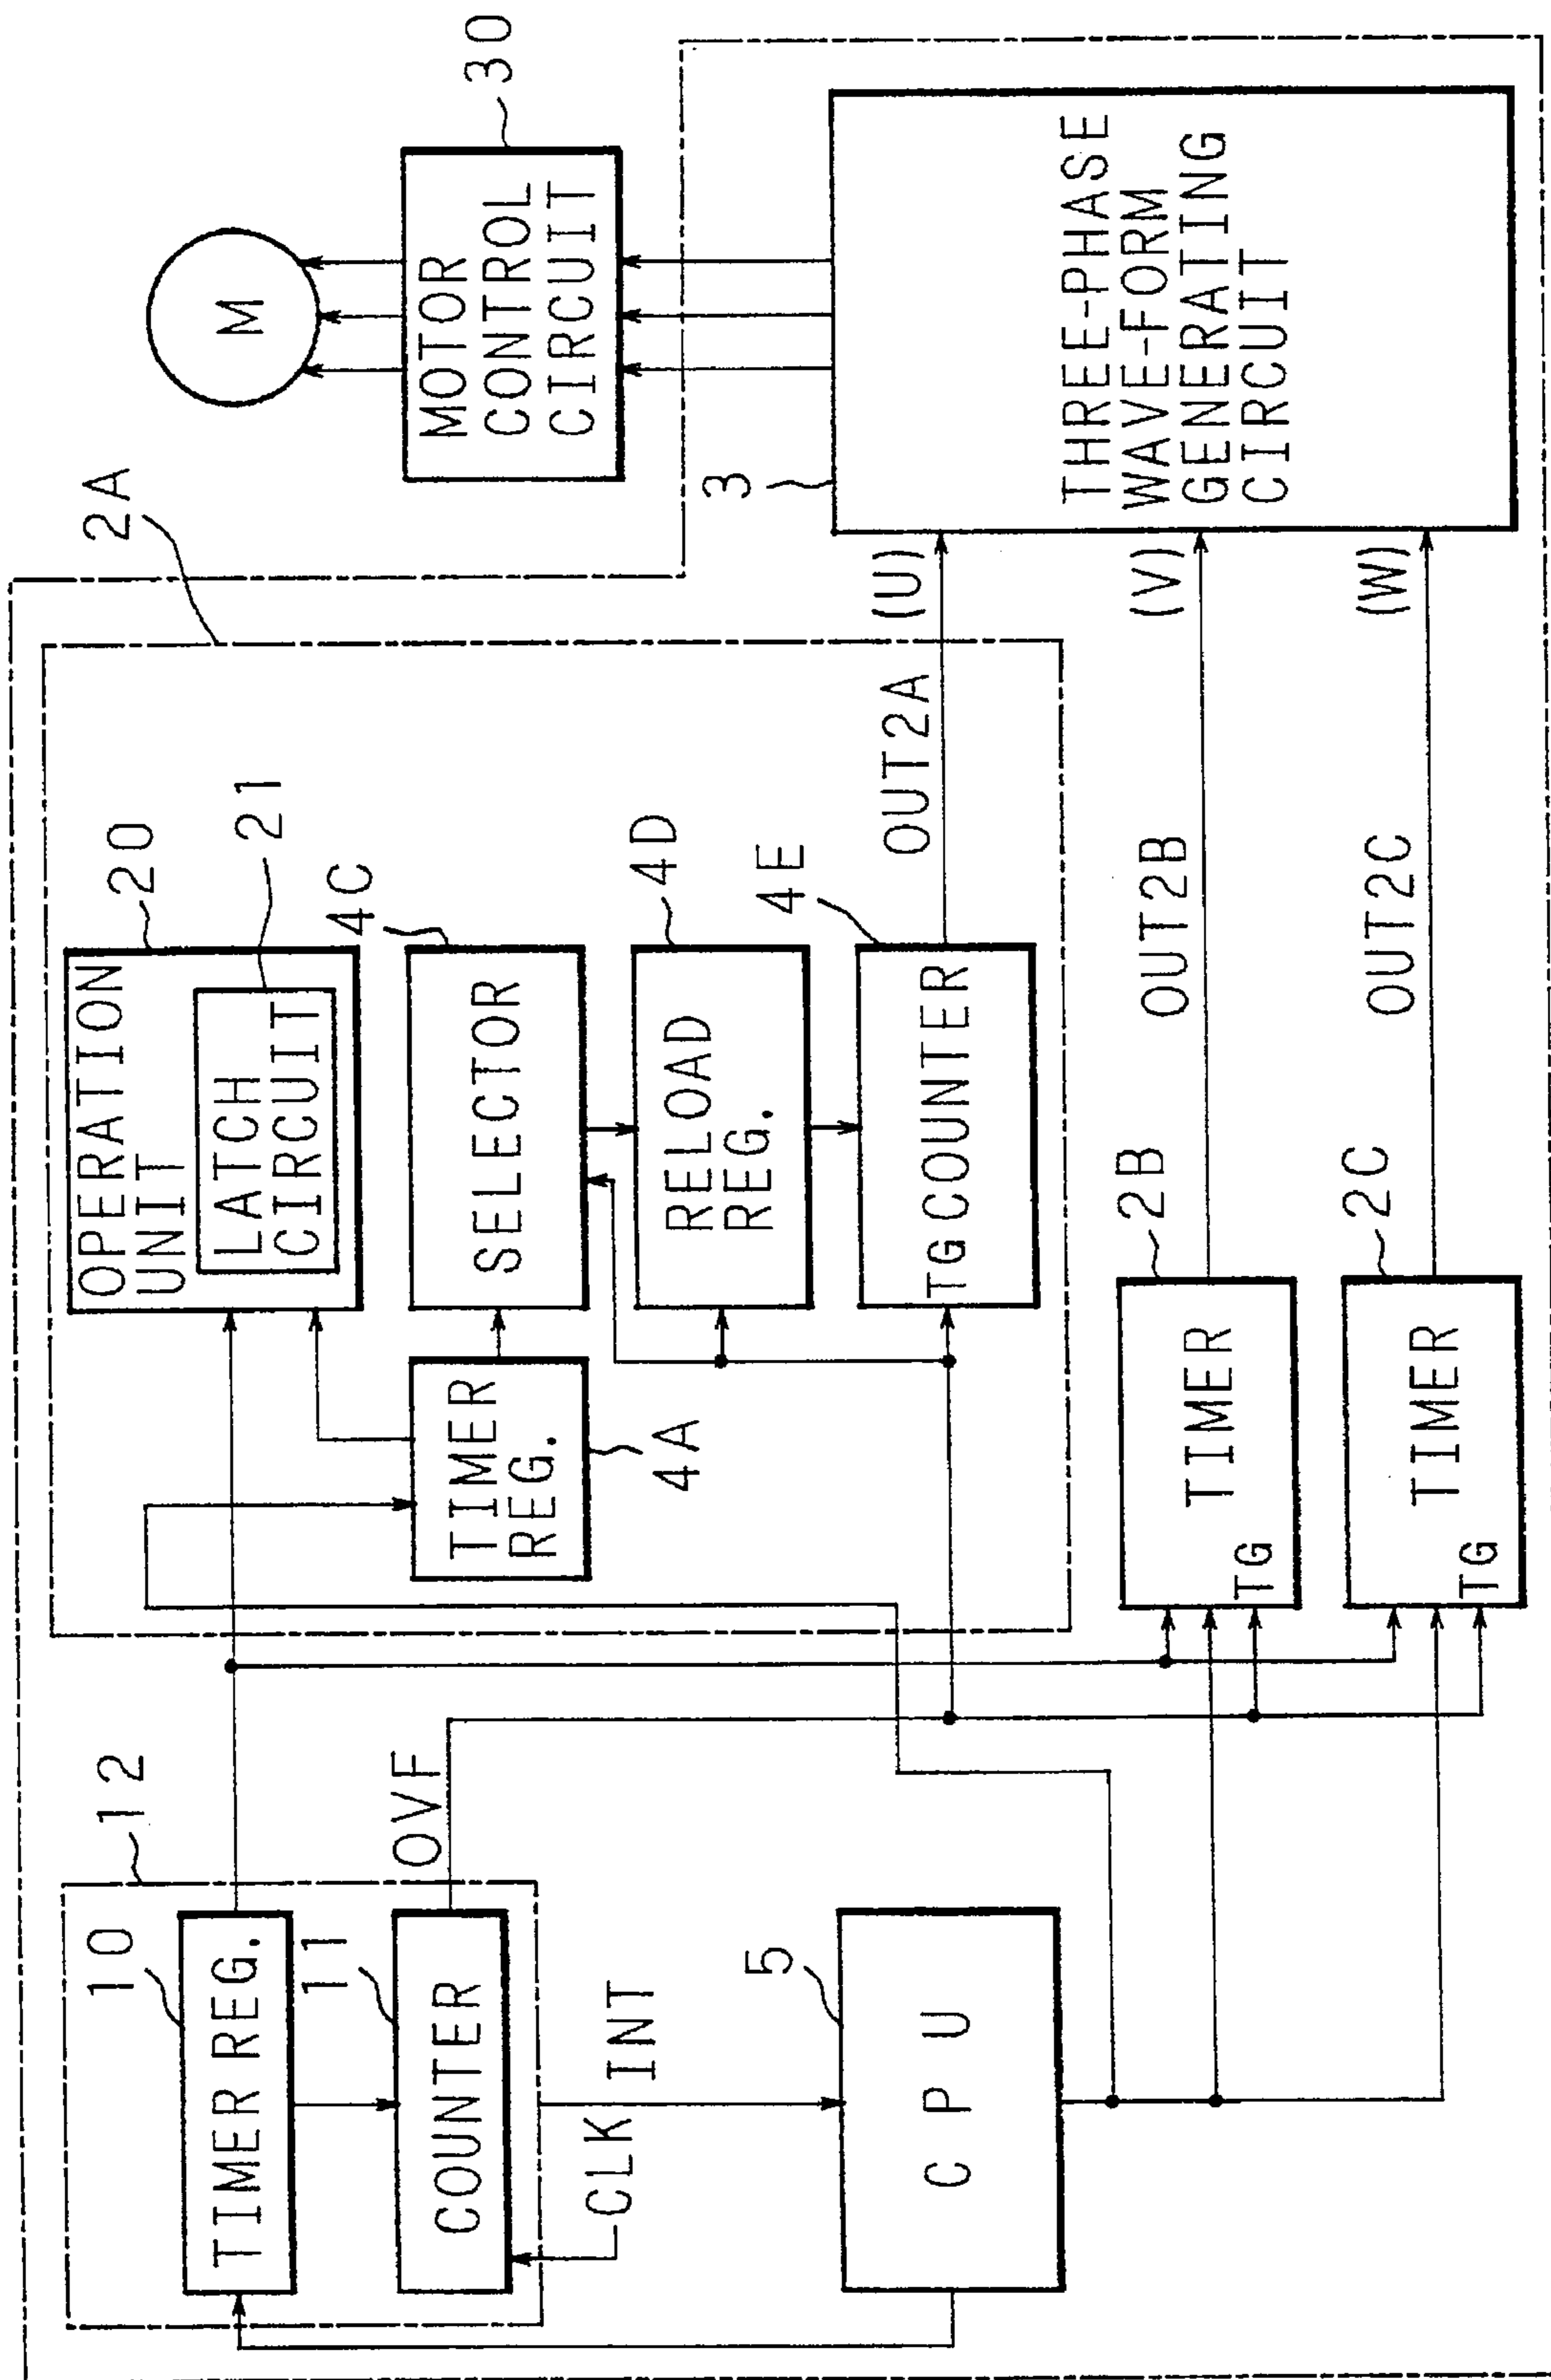 12
10
TIMER REG.
11
COUNTER
OVF
CLK
INT
5
CPU
2A
20
OPERATION
UNIT
21
LATCH
CIRCUIT
4C
SELECTOR
TIMER
REG.
4A
4D
RELOAD
REG.
4E
TG COUNTER
OUT2A
(U)
2B
TIMER
TG
OUT2B
(V)
2C
TIMER
TG
OUT2C
(W)
M
30
MOTOR
CONTROL
CIRCUIT
3
THREE-PHASE
WAVE-FORM
GENERATING
CIRCUIT